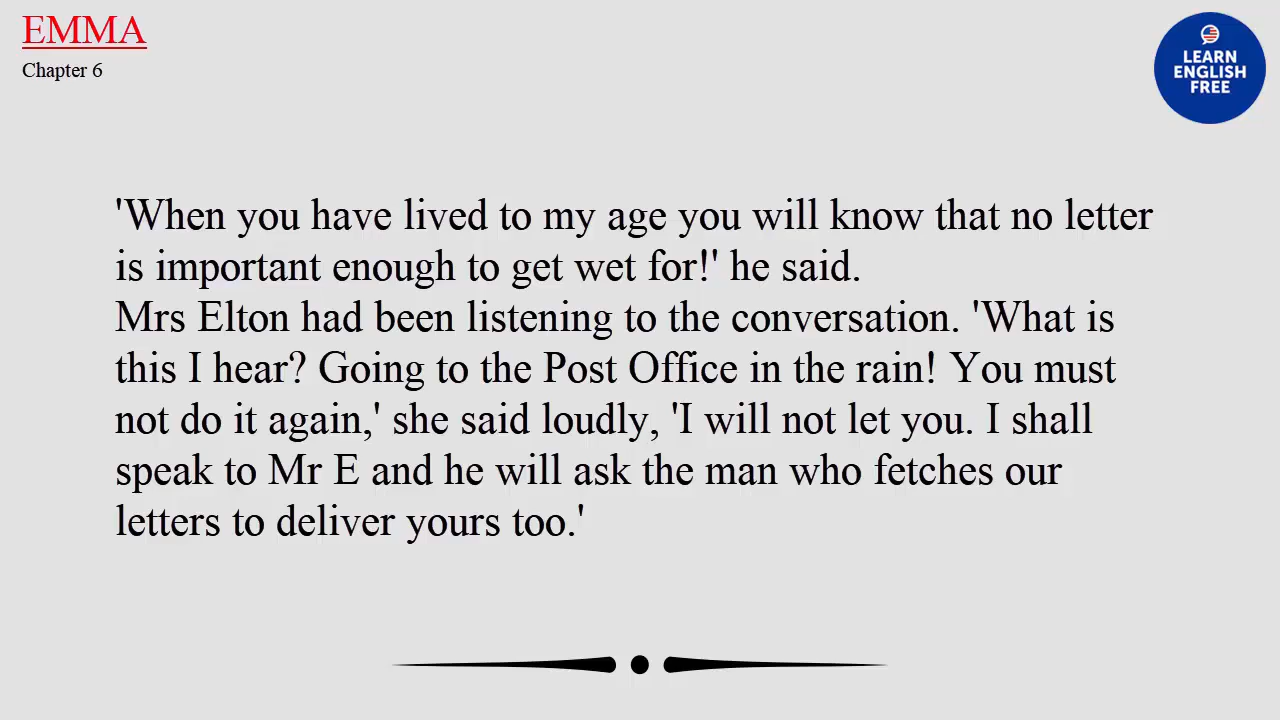 EMMA
Chapter 6
LEARN
ENGLISH
FREE
'When you have lived to my age you will know that no letter
is important enough to get wet for!' he said.
Mrs Elton had been listening to the conversation. 'What is
this I hear? Going to the Post Office in the rain! You must
not do it again,' she said loudly, 'I will not let you. I shall
speak to Mr E and he will ask the man who fetches our
letters to deliver yours too.'